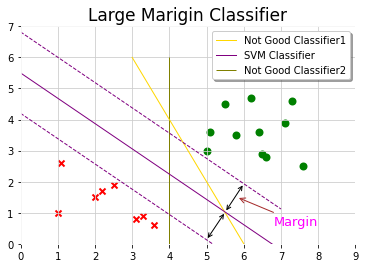 Large Marigin Classifier
Not Good Classifier1
SVM Classifier
Not Good Classifier2
7
6
5
4
3
2
1
0
Margin
0 1 2 3 4 5 6 7 8 9